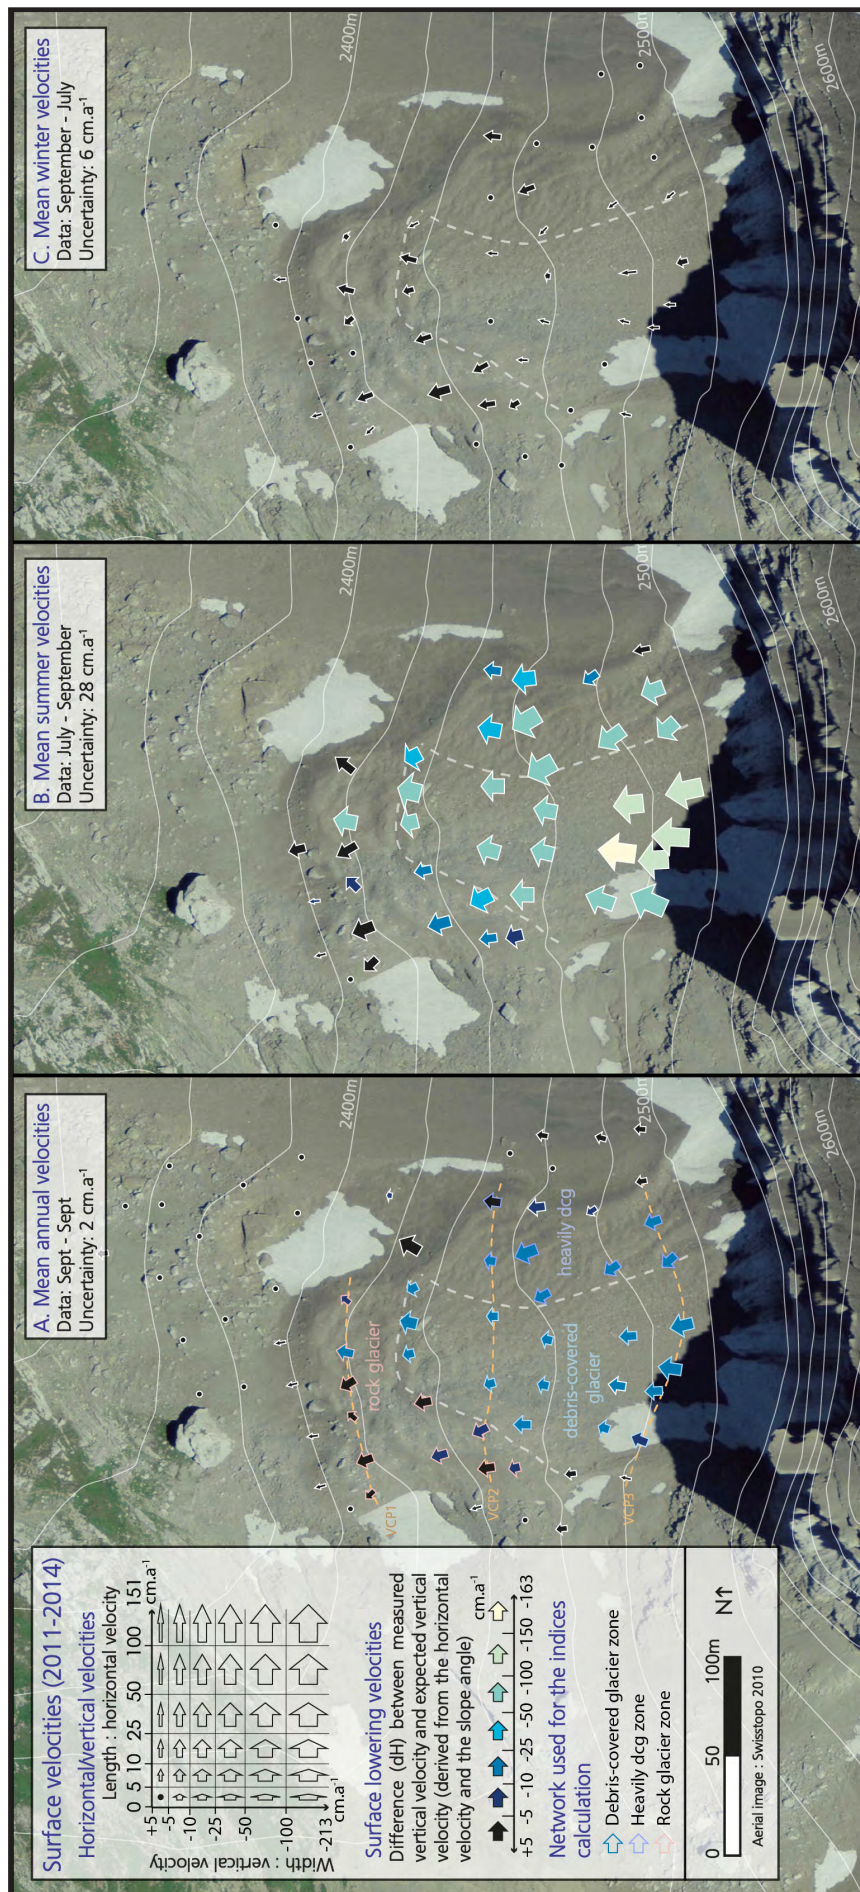 Surface velocities (2011-2014)
Horizontal/vertical velocities
Length : horizontal velocity
0 5 10 25 50 100 151
cm.a⁻¹
+5
-5
-10
-25
-50
-100
-213
cm.a⁻¹
Width : vertical velocity
Surface lowering velocities
Difference (dH) between measured
vertical velocity and expected vertical
velocity (derived from the horizontal
velocity and the slope angle)
cm.a⁻¹
+5 -5 -10 -25 -50 -100 -150 -163
Network used for the indices
calculation
Debris-covered glacier zone
Heavily dcg zone
Rock glacier zone
0 50 100m
N↑
Aerial image : Swisstopo 2010
A. Mean annual velocities
Data: Sept - Sept
Uncertainty: 2 cm.a⁻¹
2400m
VCP1
rock glacier
VCP2
heavily dcg
debris-covered
glacier
VCP3
2500m
2600m
B. Mean summer velocities
Data: July - September
Uncertainty: 28 cm.a⁻¹
2400m
2500m
2600m
C. Mean winter velocities
Data: September - July
Uncertainty: 6 cm.a⁻¹
2400m
2500m
2600m